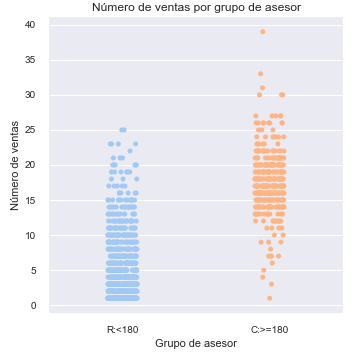 Número de ventas por grupo de asesor
40
35
30
25
20
15
10
5
0
Número de ventas
R:<180
C:>=180
Grupo de asesor